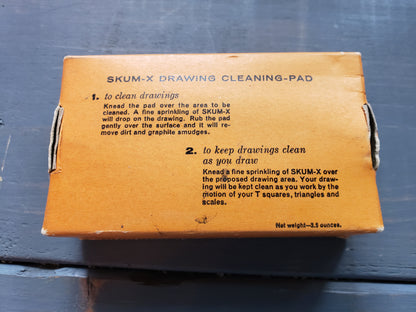 SKUM-X DRAWING CLEANING-PAD
1. to clean drawings
Knead the pad over the area to be
cleaned. A fine sprinkling of SKUM-X
will drop on the drawing. Rub the pad
gently over the surface and it will re-
move dirt and graphite smudges.
2. to keep drawings clean
as you draw
Knead a fine sprinkling of SKUM-X over
the proposed drawing area. Your draw-
ing will be kept clean as you work by the
motion of your T squares, triangles and
scales.
Net weight—3.5 ounces.